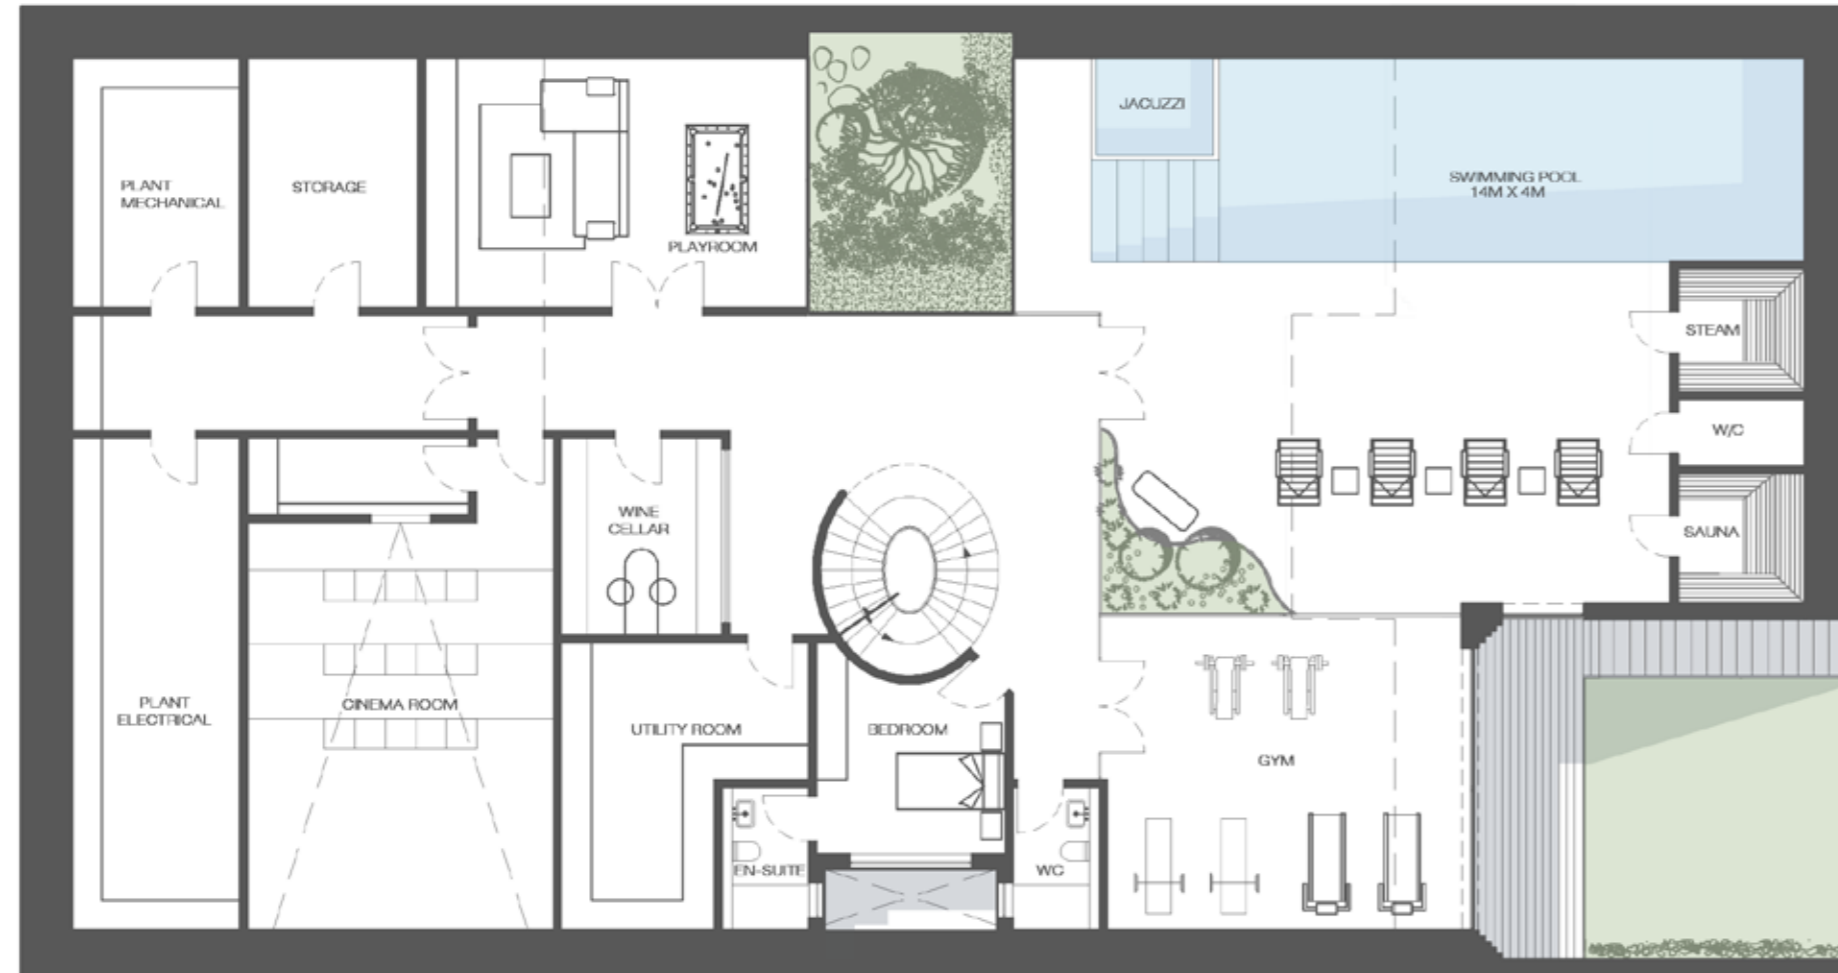 JACUZZI
SWIMMING POOL
14M X 4M
PLANT
MECHANICAL
STORAGE
PLAYROOM
STEAM
W/C
WINE
CELLAR
SAUNA
PLANT
ELECTRICAL
CINEMA ROOM
UTILITY ROOM
BEDROOM
GYM
EN-SUITE
WC